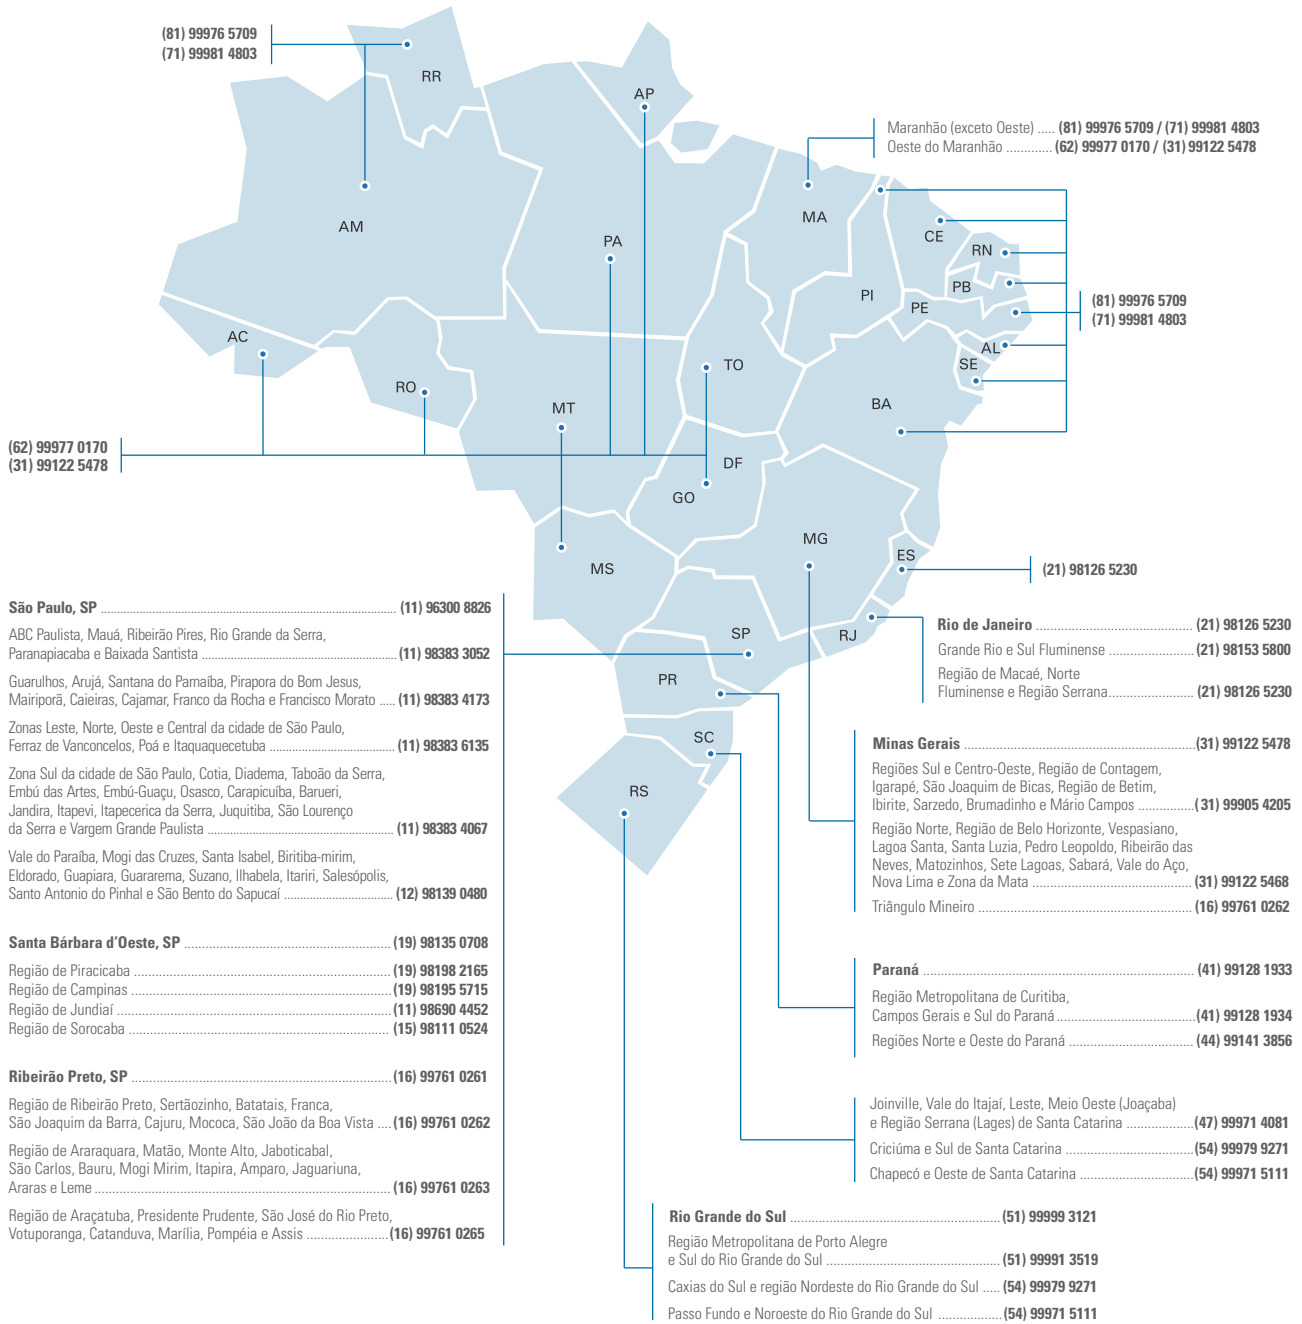 (81) 99976 5709
(71) 99981 4803
RR
AP
Maranhão (exceto Oeste) ..... (81) 99976 5709 / (71) 99981 4803
Oeste do Maranhão ............. (62) 99977 0170 / (31) 99122 5478
AM
PA
MA
CE
RN
PI
PB
PE
(81) 99976 5709
(71) 99981 4803
AC
AL
SE
RO
TO
MT
BA
(62) 99977 0170
(31) 99122 5478
DF
GO
MG
ES
MS
(21) 98126 5230
SP
RJ
PR
SC
RS
São Paulo, SP ........ (11) 96300 8826
ABC Paulista, Mauá, Ribeirão Pires, Rio Grande da Serra,
Paranapiacaba e Baixada Santista ........ (11) 98383 3052
Guarulhos, Arujá, Santana do Parnaíba, Pirapora do Bom Jesus,
Mairiporã, Caieiras, Cajamar, Franco da Rocha e Francisco Morato ..... (11) 98383 4173
Zonas Leste, Norte, Oeste e Central da cidade de São Paulo,
Ferraz de Vanconcelos, Poá e Itaquaquecetuba ........ (11) 98383 6135
Zona Sul da cidade de São Paulo, Cotia, Diadema, Taboão da Serra,
Embú das Artes, Embú-Guaçu, Osasco, Carapicuíba, Barueri,
Jandira, Itapevi, Itapecerica da Serra, Juquitiba, São Lourenço
da Serra e Vargem Grande Paulista ........ (11) 98383 4067
Vale do Paraíba, Mogi das Cruzes, Santa Isabel, Biritiba-mirim,
Eldorado, Guapiara, Guararema, Suzano, Ilhabela, Itariri, Salesópolis,
Santo Antonio do Pinhal e São Bento do Sapucaí ........ (12) 98139 0480
Santa Bárbara d'Oeste, SP ........ (19) 98135 0708
Região de Piracicaba ........ (19) 98198 2165
Região de Campinas ........ (19) 98195 5715
Região de Jundiaí ........ (11) 98690 4452
Região de Sorocaba ........ (15) 98111 0524
Ribeirão Preto, SP ........ (16) 99761 0261
Região de Ribeirão Preto, Sertãozinho, Batatais, Franca,
São Joaquim da Barra, Cajuru, Mococa, São João da Boa Vista .... (16) 99761 0262
Região de Araraquara, Matão, Monte Alto, Jaboticabal,
São Carlos, Bauru, Mogi Mirim, Itapira, Amparo, Jaguariuna,
Araras e Leme ........ (16) 99761 0263
Região de Araçatuba, Presidente Prudente, São José do Rio Preto,
Votuporanga, Catanduva, Marília, Pompéia e Assis ........ (16) 99761 0265
Rio de Janeiro ........ (21) 98126 5230
Grande Rio e Sul Fluminense ........ (21) 98153 5800
Região de Macaé, Norte
Fluminense e Região Serrana ........ (21) 98126 5230
Minas Gerais ........ (31) 99122 5478
Regiões Sul e Centro-Oeste, Região de Contagem,
Igarapé, São Joaquim de Bicas, Região de Betim,
Ibirite, Sarzedo, Brumadinho e Mário Campos ........ (31) 99905 4205
Região Norte, Região de Belo Horizonte, Vespasiano,
Lagoa Santa, Santa Luzia, Pedro Leopoldo, Ribeirão das
Neves, Matozinhos, Sete Lagoas, Sabará, Vale do Aço,
Nova Lima e Zona da Mata ........ (31) 99122 5468
Triângulo Mineiro ........ (16) 99761 0262
Paraná ........ (41) 99128 1933
Região Metropolitana de Curitiba,
Campos Gerais e Sul do Paraná ........ (41) 99128 1934
Regiões Norte e Oeste do Paraná ........ (44) 99141 3856
Joinville, Vale do Itajaí, Leste, Meio Oeste (Joaçaba)
e Região Serrana (Lages) de Santa Catarina ........ (47) 99971 4081
Criciúma e Sul de Santa Catarina ........ (54) 99979 9271
Chapecó e Oeste de Santa Catarina ........ (54) 99971 5111
Rio Grande do Sul ........ (51) 99999 3121
Região Metropolitana de Porto Alegre
e Sul do Rio Grande do Sul ........ (51) 99991 3519
Caxias do Sul e região Nordeste do Rio Grande do Sul ..... (54) 99979 9271
Passo Fundo e Noroeste do Rio Grande do Sul ........ (54) 99971 5111